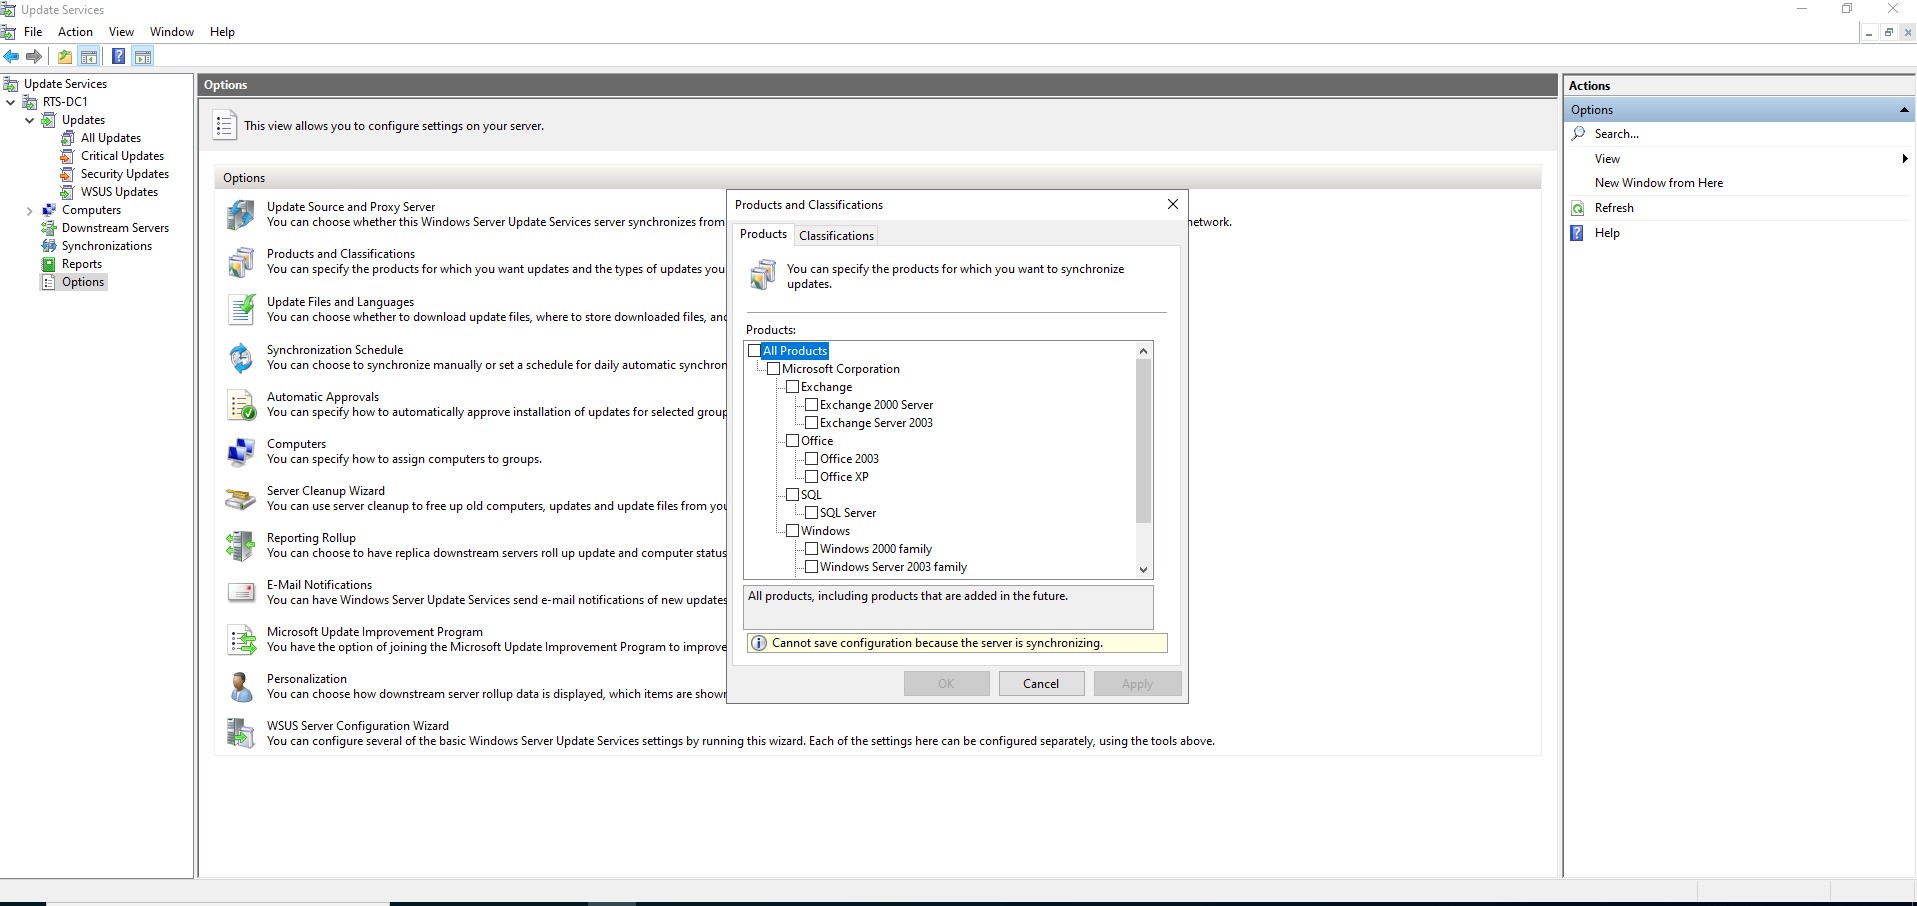 Update Services
File Action View Window Help
Update Services
RTS-DC1
Updates
All Updates
Critical Updates
Security Updates
WSUS Updates
Computers
Downstream Servers
Synchronizations
Reports
Options
Options
This view allows you to configure settings on your server.
Options
Update Source and Proxy Server
You can choose whether this Windows Server Update Services server synchronizes from
network.
Products and Classifications
You can specify the products for which you want updates and the types of updates you
Update Files and Languages
You can choose whether to download update files, where to store downloaded files, and
Synchronization Schedule
You can choose to synchronize manually or set a schedule for daily automatic synchron
Automatic Approvals
You can specify how to automatically approve installation of updates for selected group
Computers
You can specify how to assign computers to groups.
Server Cleanup Wizard
You can use server cleanup to free up old computers, updates and update files from you
Reporting Rollup
You can choose to have replica downstream servers roll up update and computer status
E-Mail Notifications
You can have Windows Server Update Services send e-mail notifications of new updates
Microsoft Update Improvement Program
You have the option of joining the Microsoft Update Improvement Program to improve
Personalization
You can choose how downstream server rollup data is displayed, which items are shown
WSUS Server Configuration Wizard
You can configure several of the basic Windows Server Update Services settings by running this wizard. Each of the settings here can be configured separately, using the tools above.
Products and Classifications
Products Classifications
You can specify the products for which you want to synchronize
updates.
Products:
All Products
Microsoft Corporation
Exchange
Exchange 2000 Server
Exchange Server 2003
Office
Office 2003
Office XP
SQL
SQL Server
Windows
Windows 2000 family
Windows Server 2003 family
All products, including products that are added in the future.
Cannot save configuration because the server is synchronizing.
OK Cancel Apply
Actions
Options
Search...
View
New Window from Here
Refresh
Help